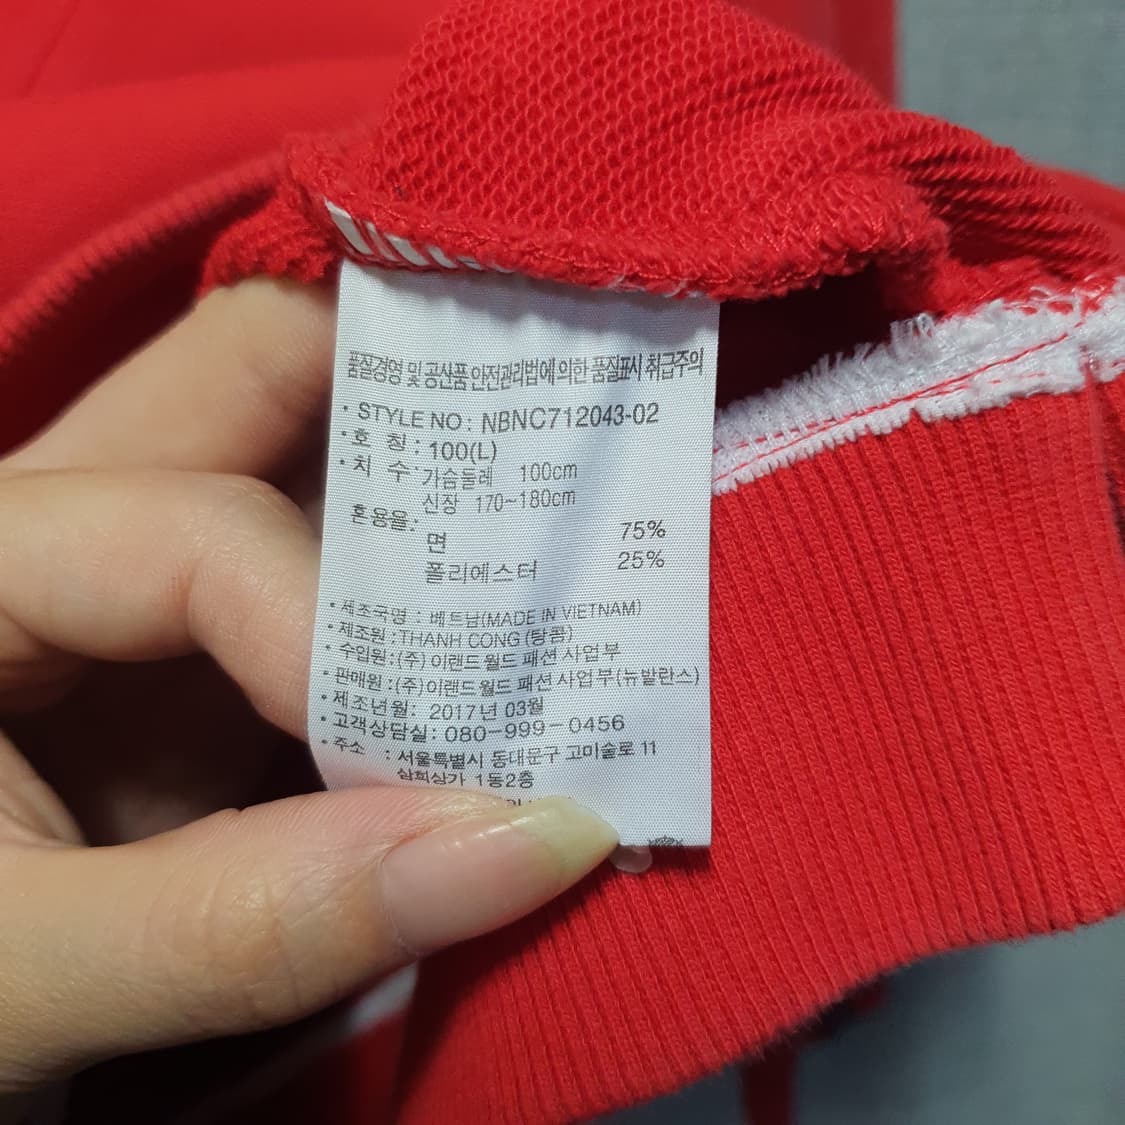 품질경영 및 공산품 안전관리법에 의한 품질표시 취급주의
· STYLE NO : NBNC712043-02
· 호 칭 : 100(L)
· 치 수 : 가슴둘레 100cm
신장 170~180cm
혼용율:
면 75%
폴리에스터 25%
· 제조국명 : 베트남(MADE IN VIETNAM)
· 제조원 : THANH CONG (탕콤)
· 수입원 : (주) 이랜드 월드 패션 사업부
· 판매원 : (주)이랜드 월드 패션 사업부(뉴발란스)
· 제조년월: 2017년 03월
· 고객상담실: 080-999-0456
· 주소 : 서울특별시 동대문구 고미술로 11
삼희상가 1동2층